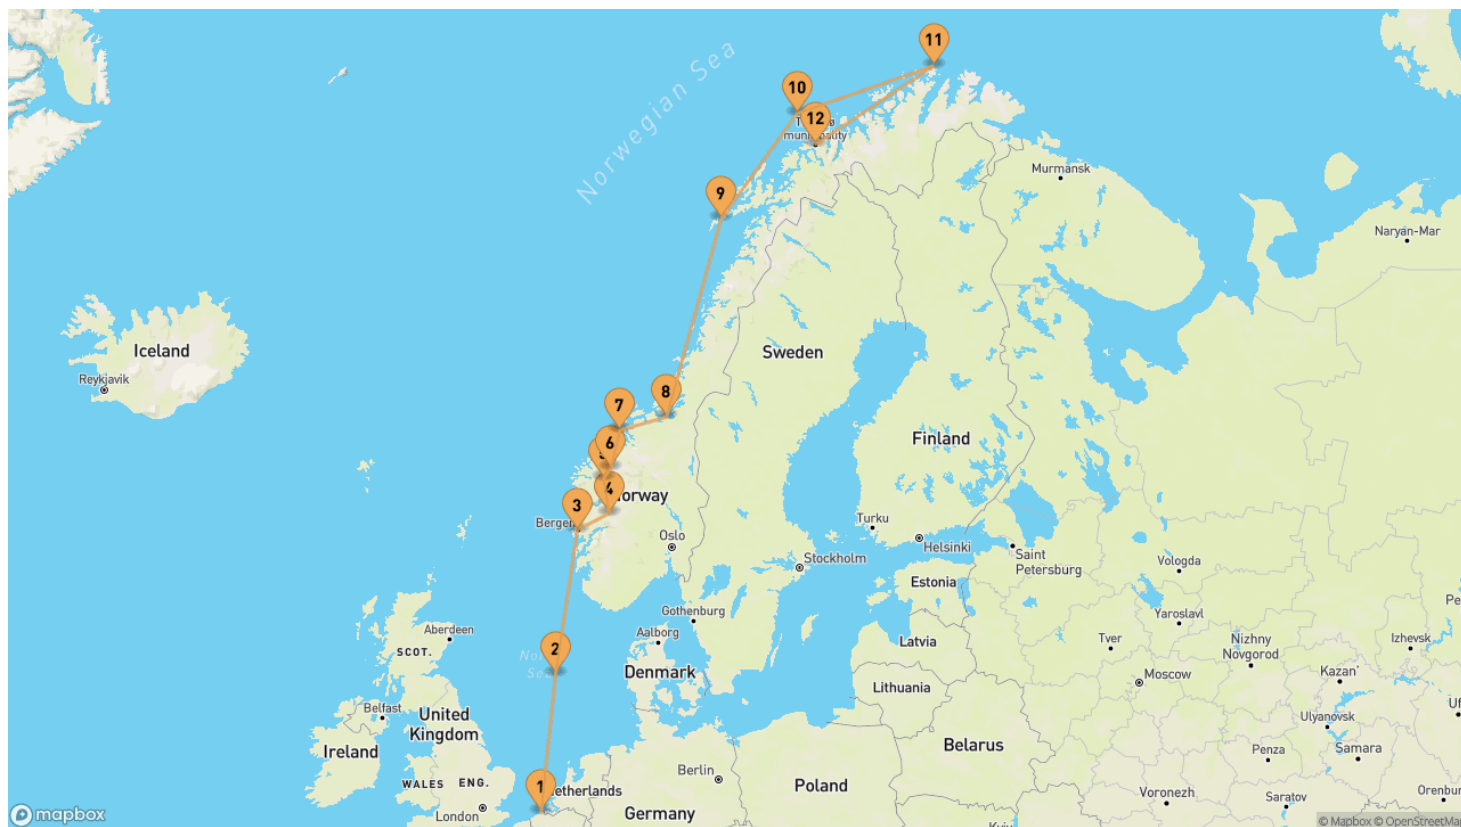 11
10
Norwegian Sea
12
municipality
Murmansk
9
Naryan-Mar
Iceland
Sweden
Reykjavik
8
7
Finland
6
4
Norway
3
Bergen
Turku
Oslo
Helsinki
Saint
Petersburg
Stockholm
Vologda
Estonia
Gothenburg
Yaroslavl
Aberdeen
Aalborg
Tver
Nizhny
Novgorod
Izhevsk
SCOT.
2
Latvia
Denmark
Kazan'
Moscow
Lithuania
Belfast
United
Kingdom
Ulyanovsk
Ireland
Belarus
Penza
Samara
Berlin
WALES
ENG.
1
Netherlands
Poland
Voronezh
Saratov
Orenburg
London
Germany
mapbox
© Mapbox © OpenStreetMap